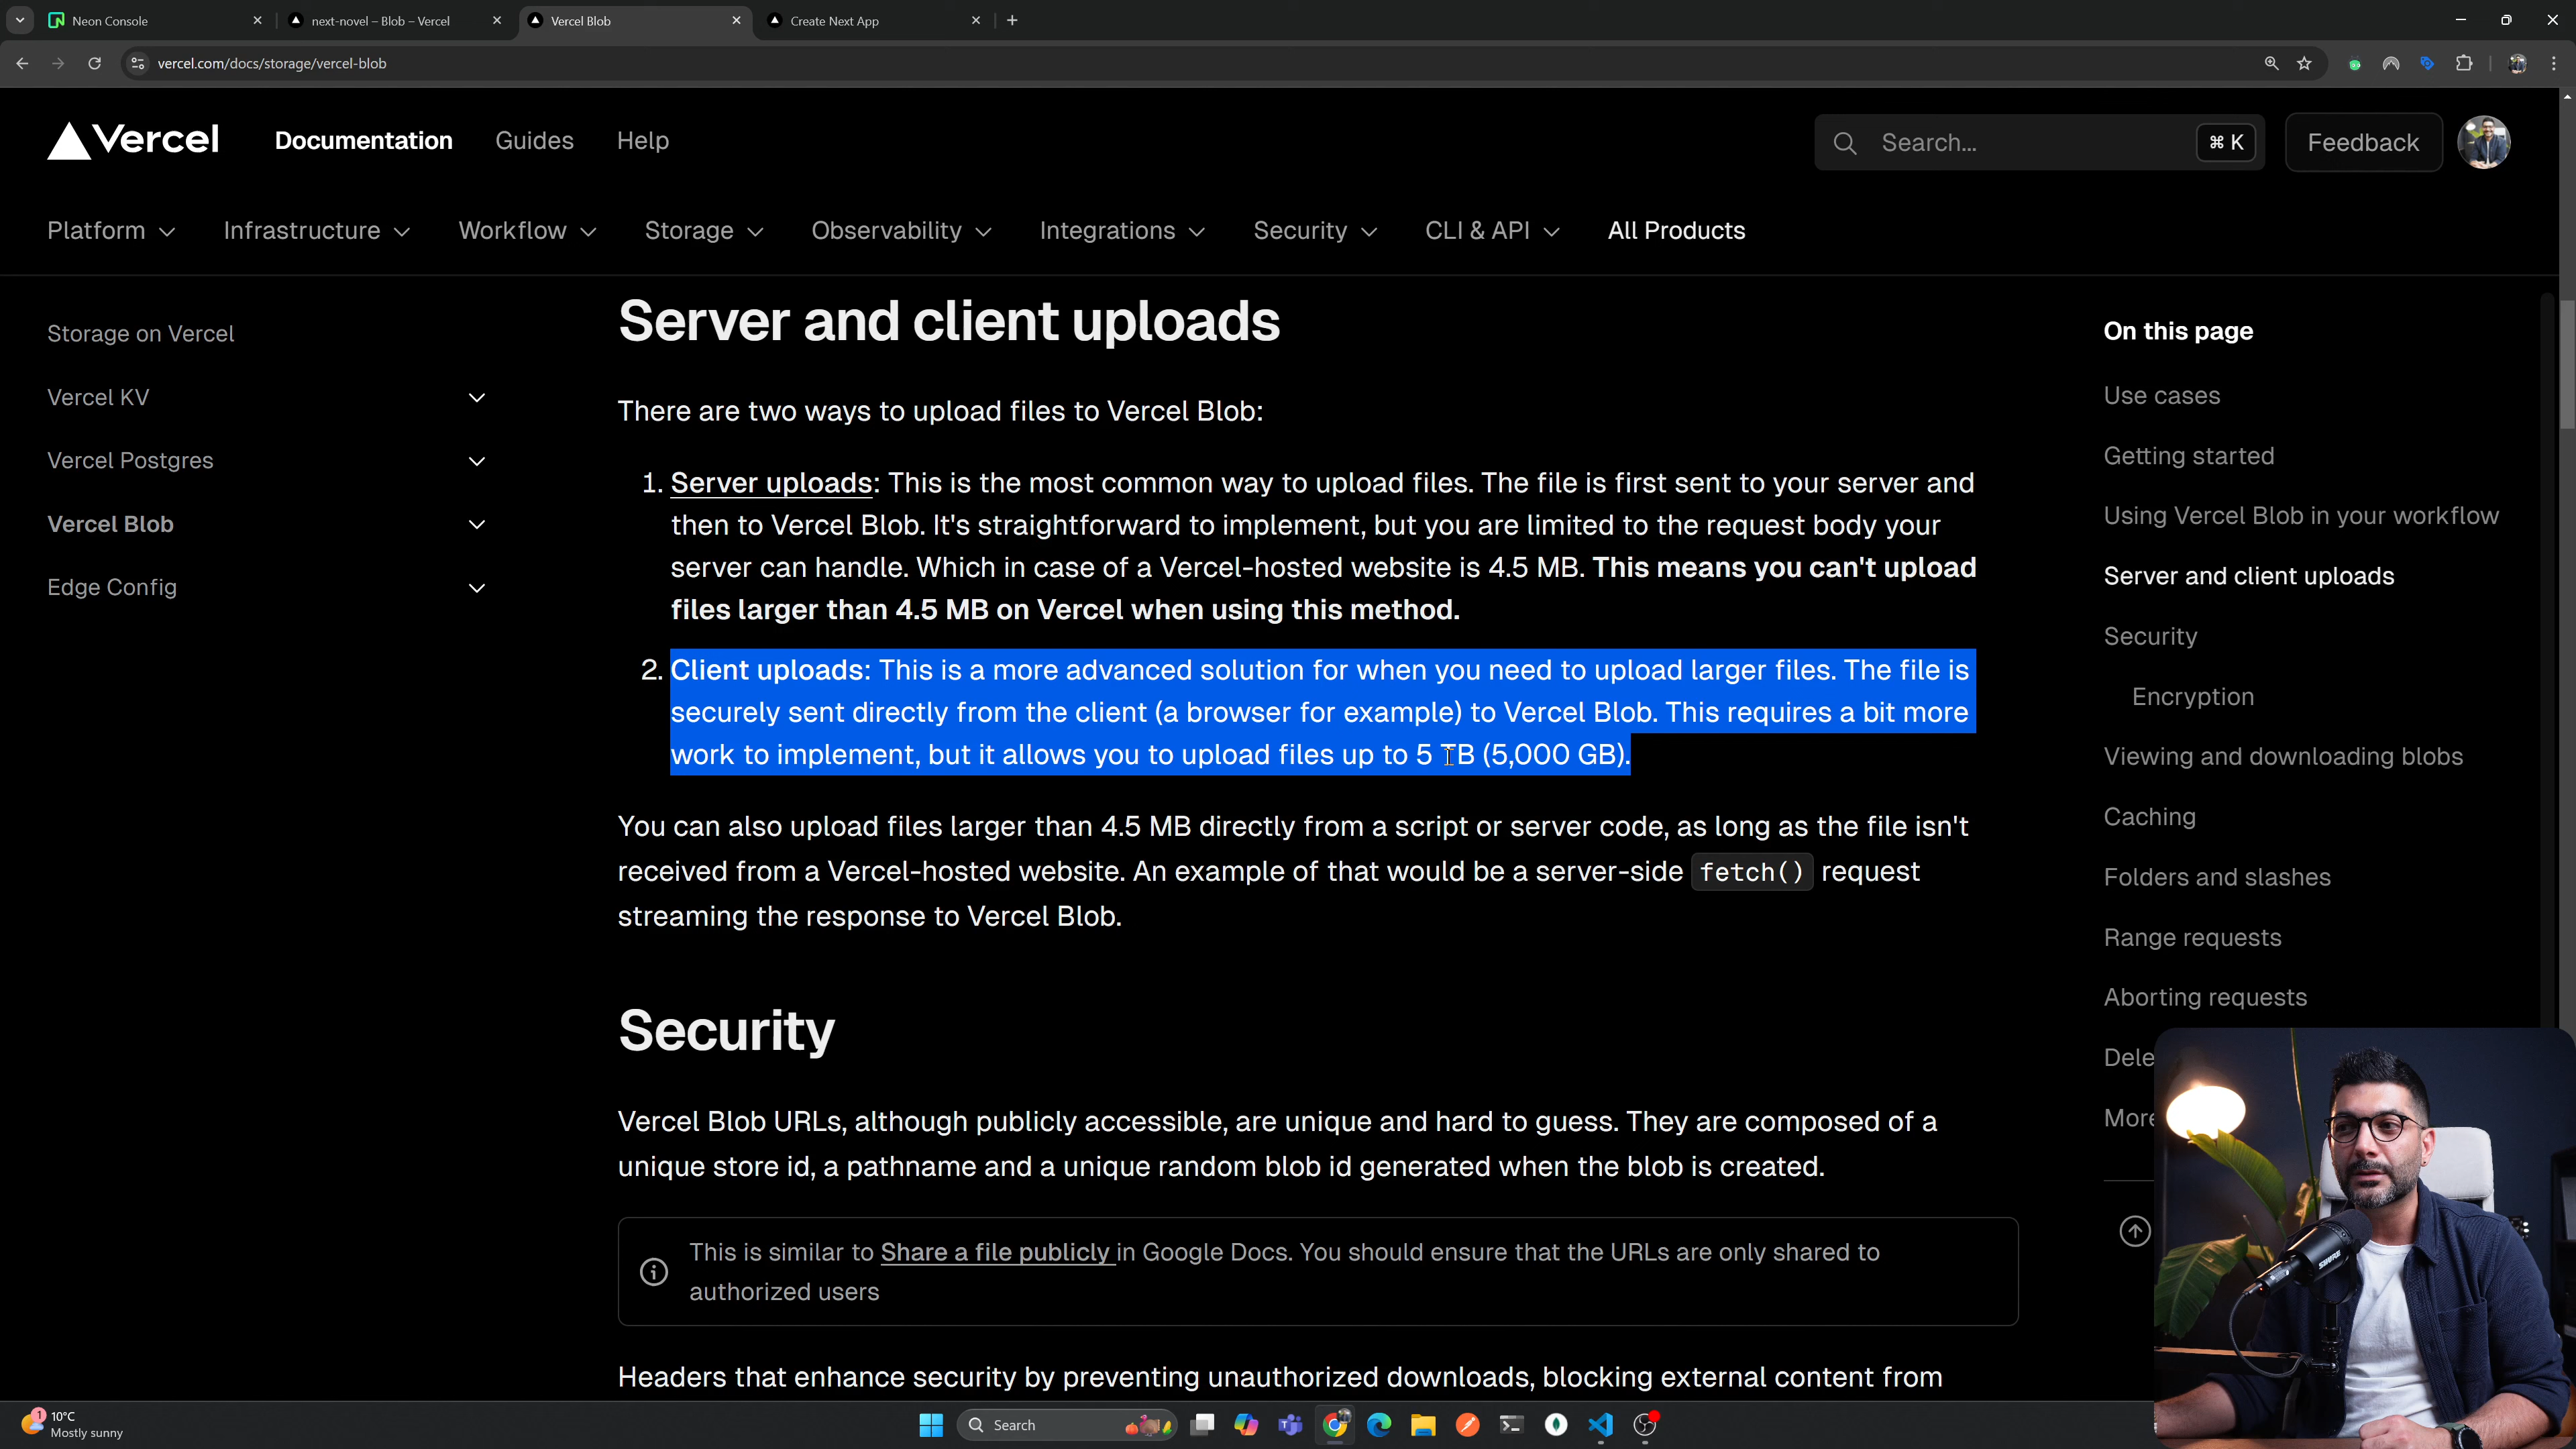 Neon Console
next-novel – Blob – Vercel
Vercel Blob
Create Next App
vercel.com/docs/storage/vercel-blob
Vercel
Documentation
Guides
Help
Search...
⌘ K
Feedback
Platform
Infrastructure
Workflow
Storage
Observability
Integrations
Security
CLI & API
All Products
Storage on Vercel
Vercel KV
Vercel Postgres
Vercel Blob
Edge Config
Server and client uploads
There are two ways to upload files to Vercel Blob:
1. Server uploads: This is the most common way to upload files. The file is first sent to your server and
then to Vercel Blob. It's straightforward to implement, but you are limited to the request body your
server can handle. Which in case of a Vercel-hosted website is 4.5 MB. This means you can't upload
files larger than 4.5 MB on Vercel when using this method.
2. Client uploads: This is a more advanced solution for when you need to upload larger files. The file is
securely sent directly from the client (a browser for example) to Vercel Blob. This requires a bit more
work to implement, but it allows you to upload files up to 5 TB (5,000 GB).
You can also upload files larger than 4.5 MB directly from a script or server code, as long as the file isn't
received from a Vercel-hosted website. An example of that would be a server-side fetch() request
streaming the response to Vercel Blob.
Security
Vercel Blob URLs, although publicly accessible, are unique and hard to guess. They are composed of a
unique store id, a pathname and a unique random blob id generated when the blob is created.
This is similar to Share a file publicly in Google Docs. You should ensure that the URLs are only shared to
authorized users
Headers that enhance security by preventing unauthorized downloads, blocking external content from
On this page
Use cases
Getting started
Using Vercel Blob in your workflow
Server and client uploads
Security
Encryption
Viewing and downloading blobs
Caching
Folders and slashes
Range requests
Aborting requests
Dele
More
SHURE
1
10°C
Mostly sunny
Search